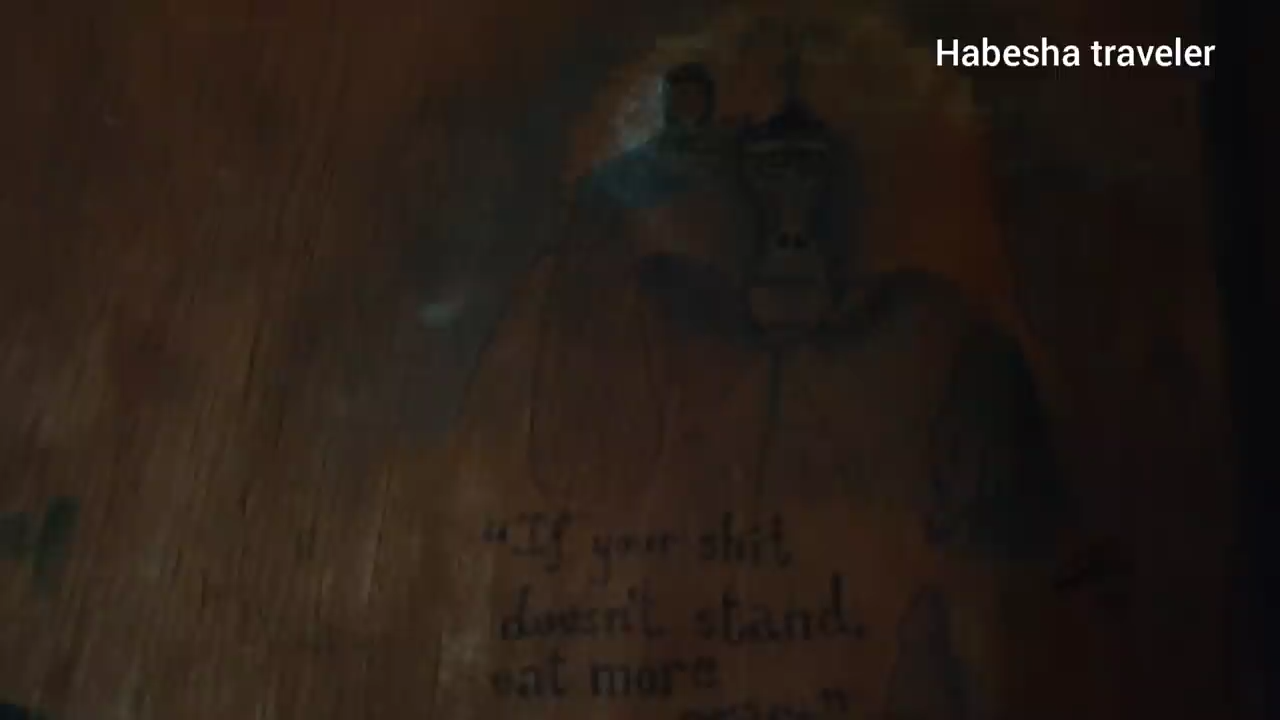 Habesha traveler
"If your shit
doesn't stand,
eat more